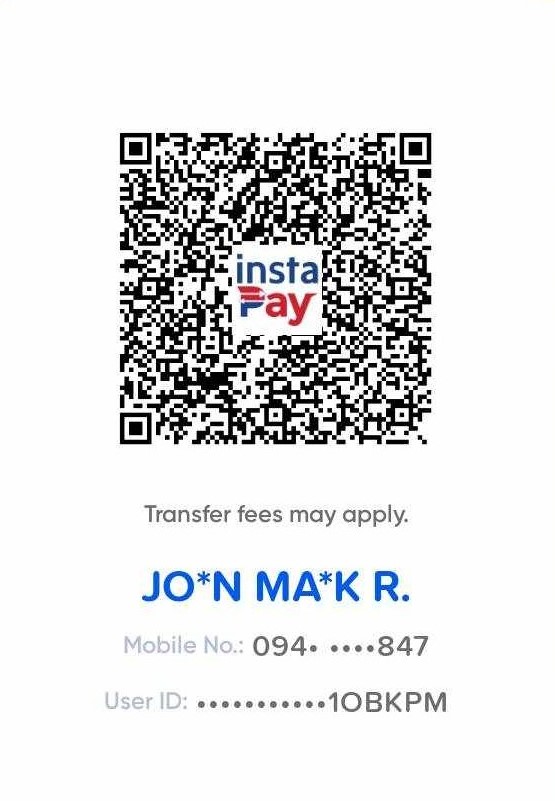 insta
Pay
Transfer fees may apply.
JO*N MA*K R.
Mobile No.: 094• ••••847
User ID: •••••••••••1OBKPM